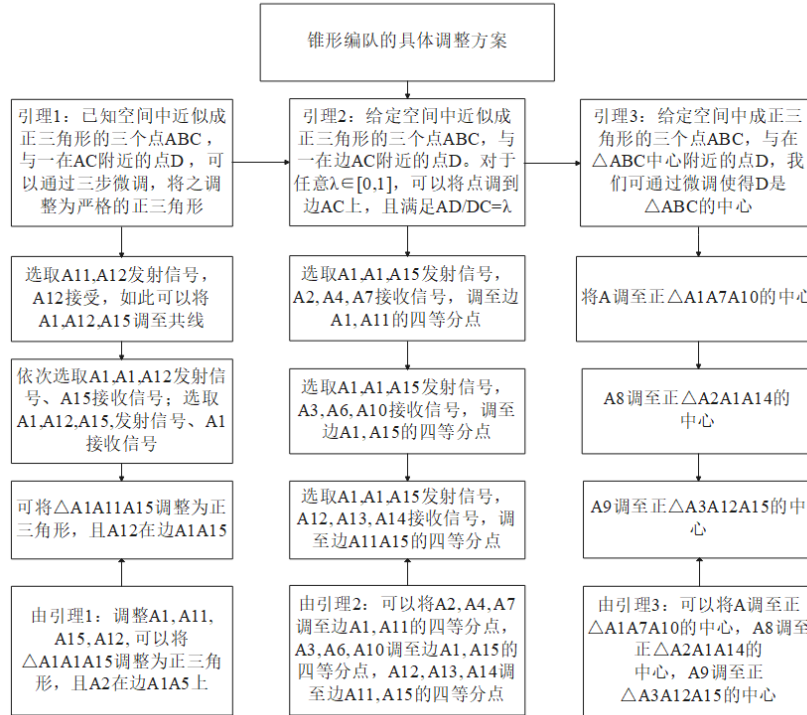 锥形编队的具体调整方案
引理1：已知空间中近似成
正三角形的三个点ABC，
与一在AC附近的点D，可
以通过三步微调，将之调
整为严格的正三角形
引理2：给定空间中近似成
正三角形的三个点ABC，与
一在边AC附近的点D。对于
任意λ∈[0,1]，可以将点调到
边AC上，且满足AD/DC=λ
引理3：给定空间中成正三
角形的三个点ABC，与在
△ABC中心附近的点D，我
们可通过微调使得D是
△ABC的中心
选取A11,A12发射信号，
A12接受，如此可以将
A1,A12,A15调至共线
选取A1,A1,A15发射信号，
A2,A4,A7接收信号，调至边
A1,A11的四等分点
将A调至正△A1A7A10的中心
依次选取A1,A1,A12发射信
号、A15接收信号；选取
A1,A12,A15,发射信号、A1
接收信号
选取A1,A1,A15发射信号，
A3,A6,A10接收信号，调至
边A1,A15的四等分点
A8调至正△A2A1A14的
中心
可将△A1A11A15调整为正
三角形，且A12在边A1A15
选取A1,A1,A15发射信号，
A12,A13,A14接收信号，调
至边A11A15的四等分点
A9调至正△A3A12A15的中
心
由引理1：调整A1,A11,
A15,A12,可以将
△A1A1A15调整为正三角
形，且A2在边A1A5上
由引理2：可以将A2,A4,A7
调至边A1,A11的四等分点，
A3,A6,A10调至边A1,A15的
四等分点，A12,A13,A14调
至边A11,A15的四等分点
由引理3：可以将A调至正
△A1A7A10的中心，A8调至
正△A2A1A14的
中心，A9调至正
△A3A12A15的中心